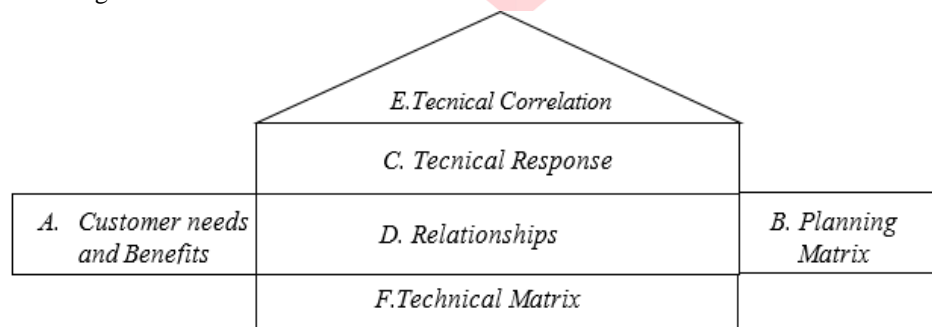 E.Tecnical Correlation
C. Tecnical Response
A. Customer needs
and Benefits
D. Relationships
B. Planning
Matrix
F.Technical Matrix